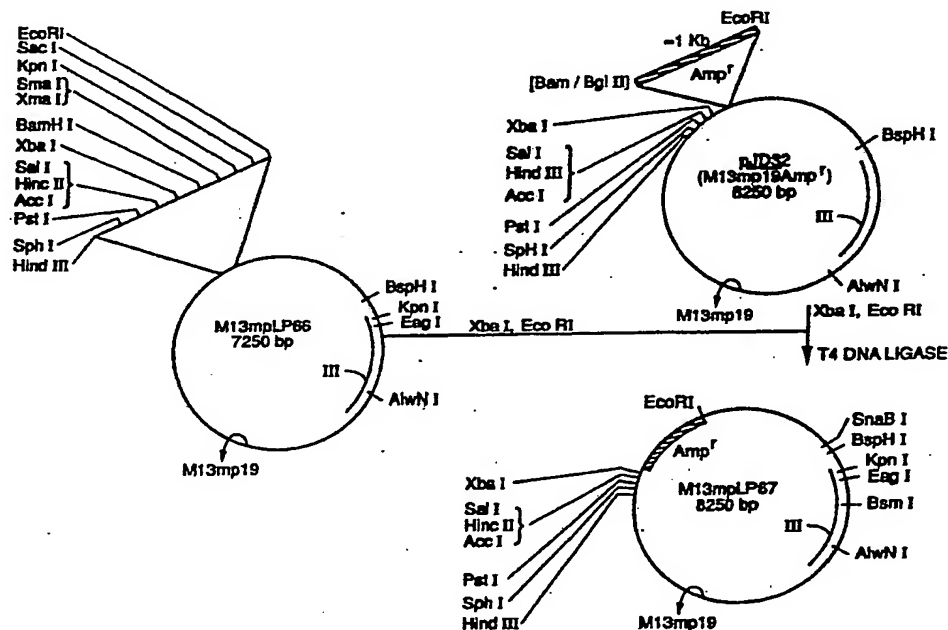 EcoRI
Sac I
Kpn I
Sma I
Xma I
BamH I
Xba I
Sal I
Hinc II
Acc I
Pst I
Sph I
Hind III
M13mpLP66
7250 bp
BspH I
Kpn I
Eag I
III
AlwN I
M13mp19
Xba I, Eco RI
EcoRI
~1 Kb
Amp^r
[Bam / Bgl II]
Xba I
Sal I
Hind III
Acc I
Pst I
SpH I
Hind III
pJD32
(M13mp19Amp^r)
8250 bp
BspH I
III
AlwN I
M13mp19
Xba I, Eco RI
T4 DNA LIGASE
EcoRI
Amp^r
SnaB I
BspH I
Kpn I
Eag I
Bsm I
Xba I
Sal I
Hinc II
Acc I
Pst I
Sph I
Hind III
M13mpLP67
8250 bp
III
AlwN I
M13mp19